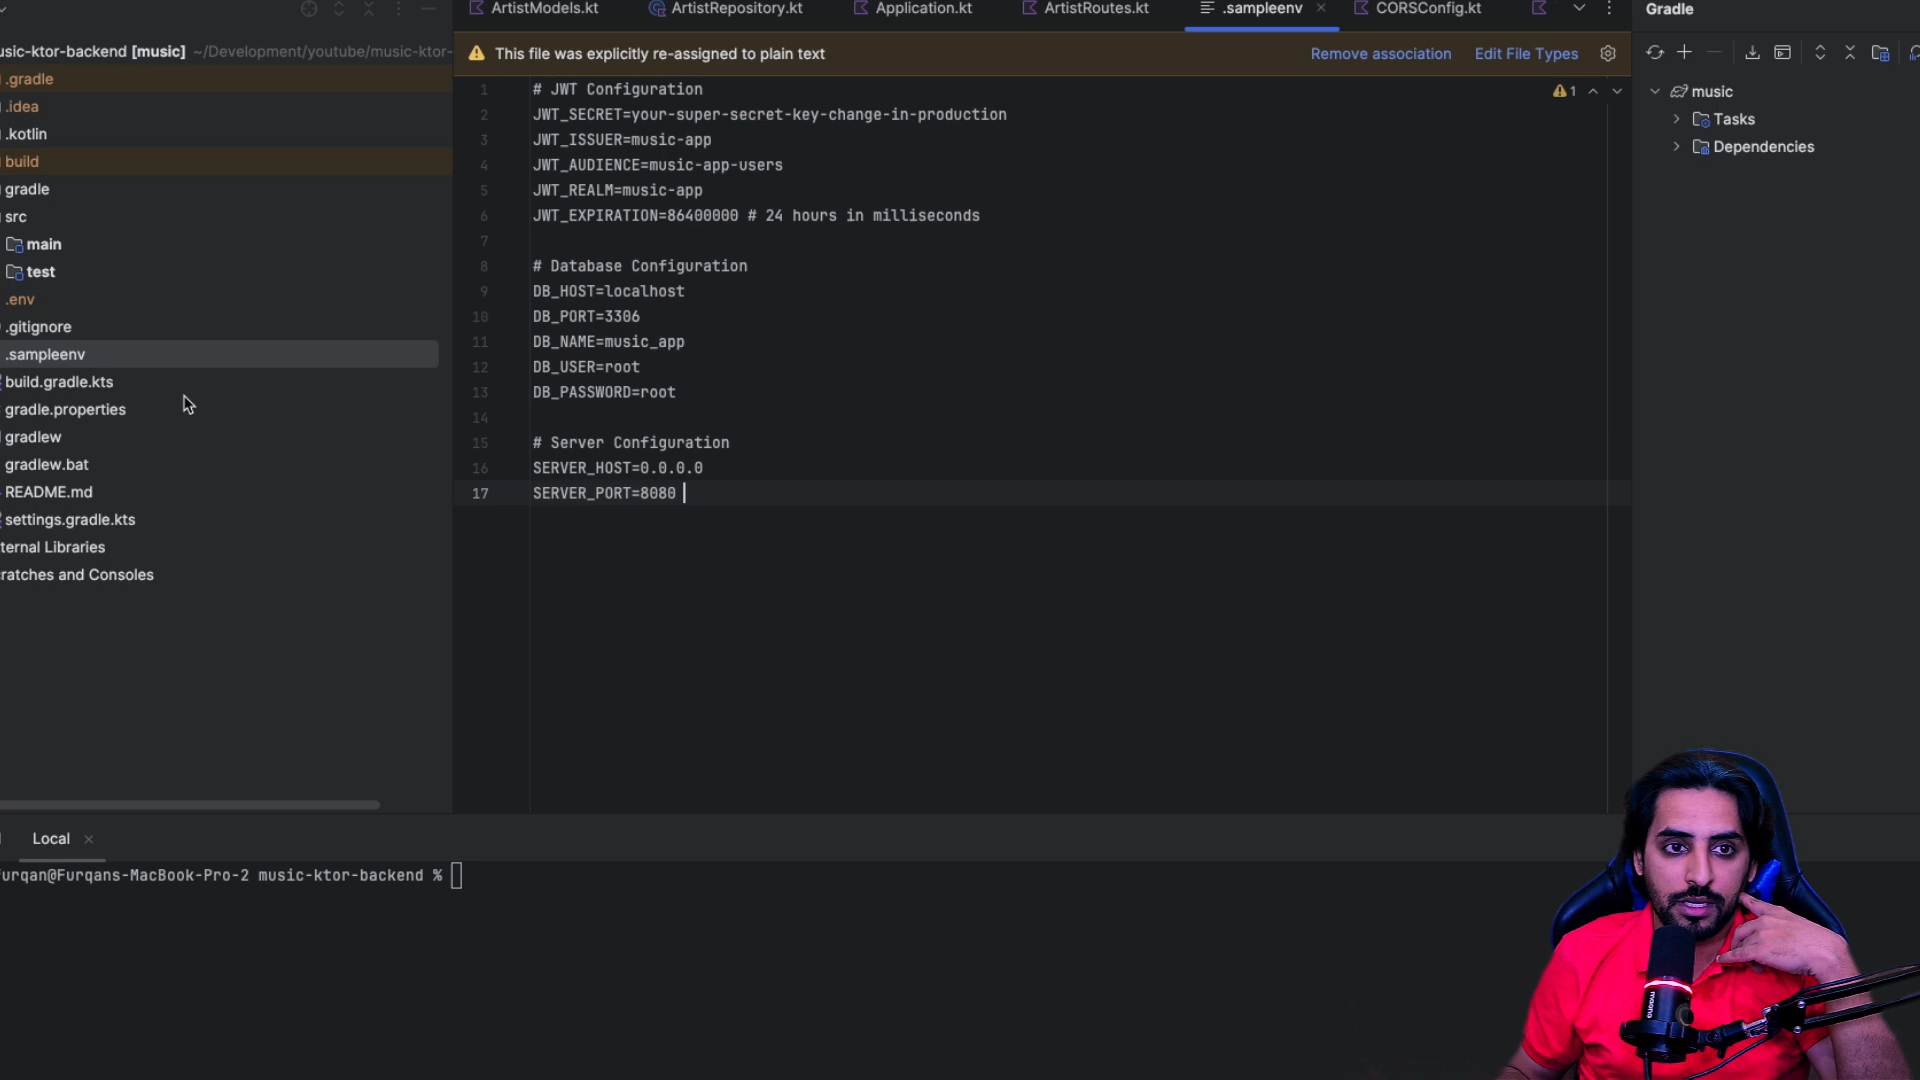 ArtistModels.kt
ArtistRepository.kt
Application.kt
ArtistRoutes.kt
.sampleenv
CORSConfig.kt
Gradle
usic-ktor-backend [music] ~/Development/youtube/music-ktor-
This file was explicitly re-assigned to plain text
Remove association
Edit File Types
.gradle
.idea
.kotlin
build
gradle
src
main
test
.env
.gitignore
.sampleenv
build.gradle.kts
gradle.properties
gradlew
gradlew.bat
README.md
settings.gradle.kts
ternal Libraries
ratches and Consoles
1 # JWT Configuration
2 JWT_SECRET=your-super-secret-key-change-in-production
3 JWT_ISSUER=music-app
4 JWT_AUDIENCE=music-app-users
5 JWT_REALM=music-app
6 JWT_EXPIRATION=86400000 # 24 hours in milliseconds
7
8 # Database Configuration
9 DB_HOST=localhost
10 DB_PORT=3306
11 DB_NAME=music_app
12 DB_USER=root
13 DB_PASSWORD=root
14
15 # Server Configuration
16 SERVER_HOST=0.0.0.0
17 SERVER_PORT=8080
1
music
Tasks
Dependencies
Local
urqan@Furqans-MacBook-Pro-2 music-ktor-backend %
maono